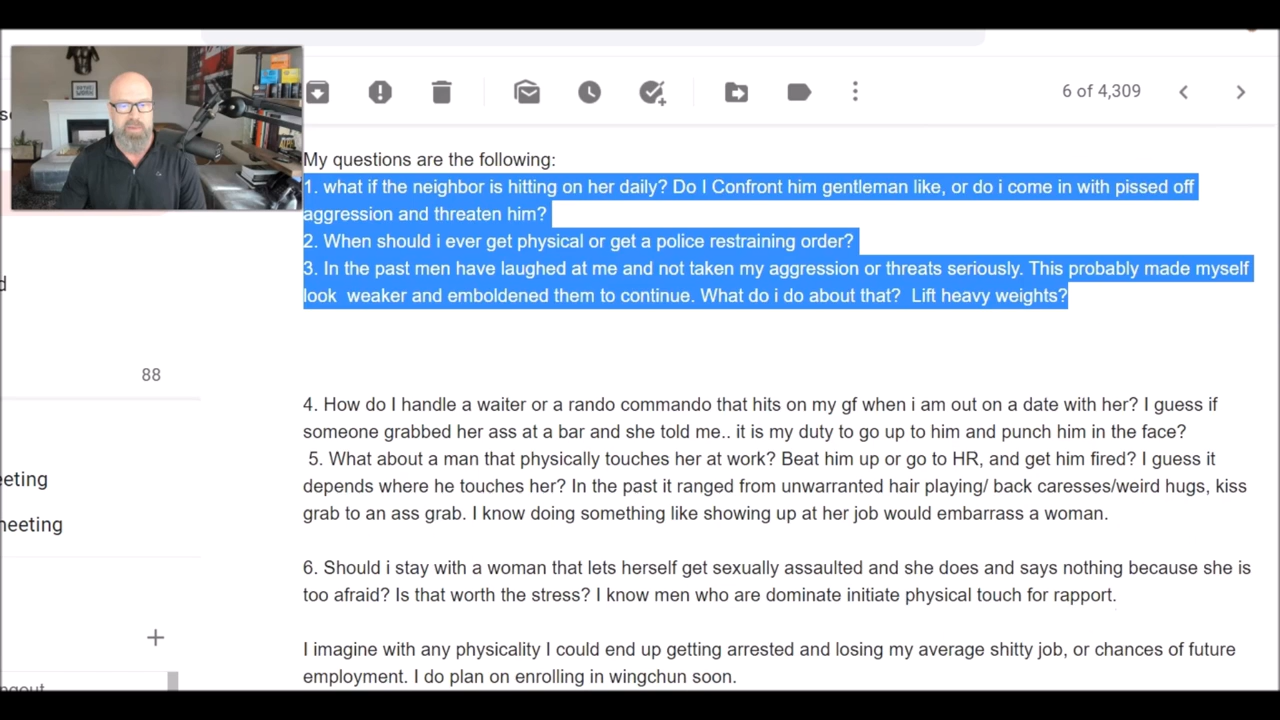 6 of 4,309
My questions are the following:
1. what if the neighbor is hitting on her daily? Do I Confront him gentleman like, or do i come in with pissed off
aggression and threaten him?
2. When should i ever get physical or get a police restraining order?
3. In the past men have laughed at me and not taken my aggression or threats seriously. This probably made myself
look weaker and emboldened them to continue. What do i do about that? Lift heavy weights?
88
4. How do I handle a waiter or a rando commando that hits on my gf when i am out on a date with her? I guess if
someone grabbed her ass at a bar and she told me.. it is my duty to go up to him and punch him in the face?
5. What about a man that physically touches her at work? Beat him up or go to HR, and get him fired? I guess it
depends where he touches her? In the past it ranged from unwarranted hair playing/ back caresses/weird hugs, kiss
grab to an ass grab. I know doing something like showing up at her job would embarrass a woman.
eeting
neeting
6. Should i stay with a woman that lets herself get sexually assaulted and she does and says nothing because she is
too afraid? Is that worth the stress? I know men who are dominate initiate physical touch for rapport.
I imagine with any physicality I could end up getting arrested and losing my average shitty job, or chances of future
employment. I do plan on enrolling in wingchun soon.